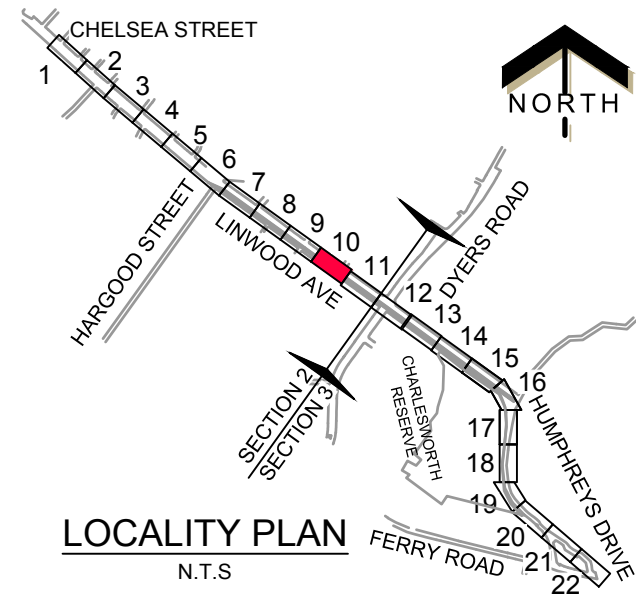 CHELSEA STREET
1
2
3
4
5
6
7
8
9
10
11
12
13
14
15
16
17
18
19
20
21
22
NORTH
HARGOOD STREET
LINWOOD AVE
DYERS ROAD
SECTION 2
SECTION 3
CHARLESWORTH
RESERVE
HUMPHREYS DRIVE
FERRY ROAD
LOCALITY PLAN
N.T.S